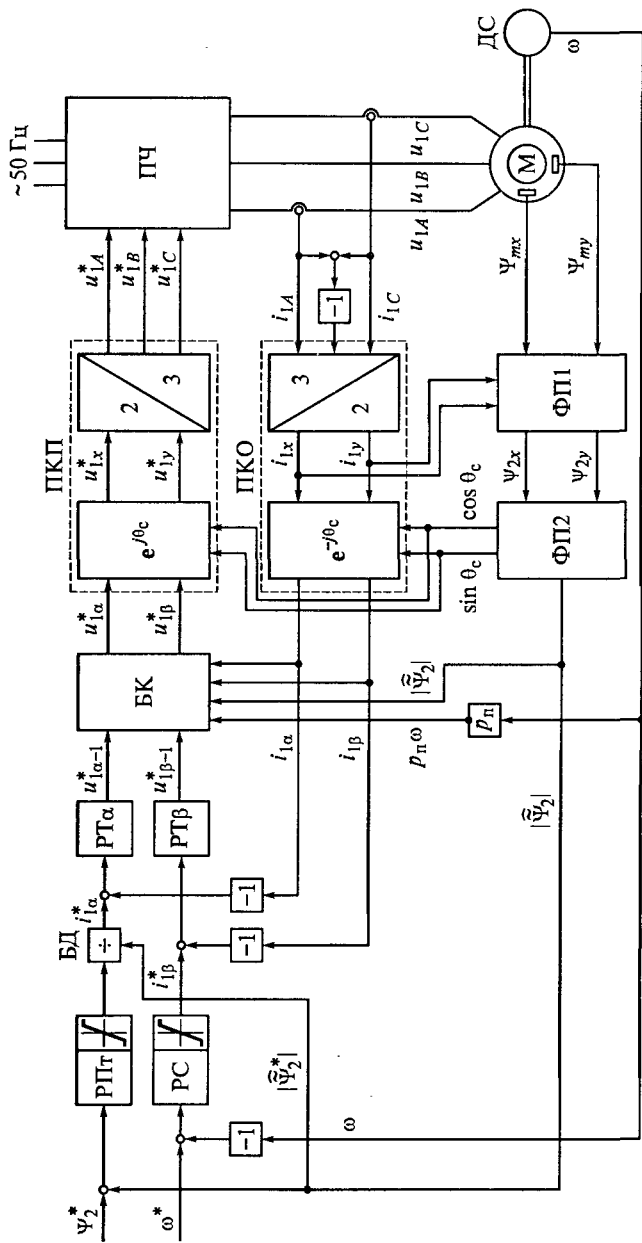 Ψ*2
ω*
РПт
РС
БД
÷
i*1α
i*1β
-1
-1
-1
|Ψ̃*2|
ω
РТα
РТβ
u*1α-1
u*1β-1
БК
u*1α
u*1β
i1α
i1β
pпω
pп
|Ψ̃2|
|Ψ̃2|
ПКП
e^jθc
u*1x
u*1y
2
3
u*1A
u*1B
u*1C
ПКО
e^-jθc
i1x
i1y
3
2
i1A
-1
i1C
sin θc
cos θc
ФП2
Ψ2x
Ψ2y
ФП1
Ψmx
Ψmy
~50 Гц
ПЧ
u1A
u1B
u1C
М
ДС
ω